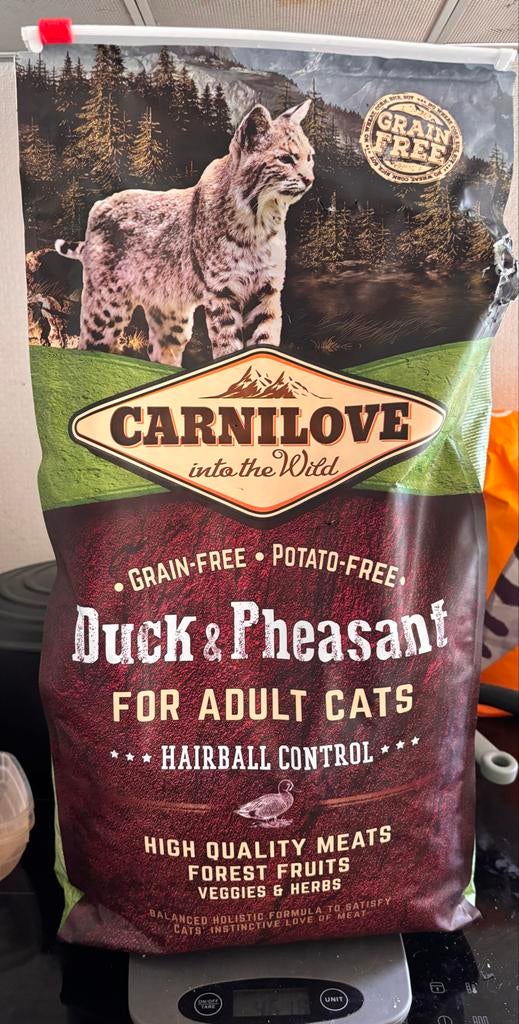 GRAIN
FREE
CARNILOVE
into the Wild
• GRAIN-FREE • POTATO-FREE •
Duck & Pheasant
FOR ADULT CATS
HAIRBALL CONTROL
HIGH QUALITY MEATS
FOREST FRUITS
VEGGIES & HERBS
BALANCED HOLISTIC FORMULA TO SATISFY
CATS' INSTINCTIVE LOVE OF MEAT
ON/OFF
TARE
UNIT